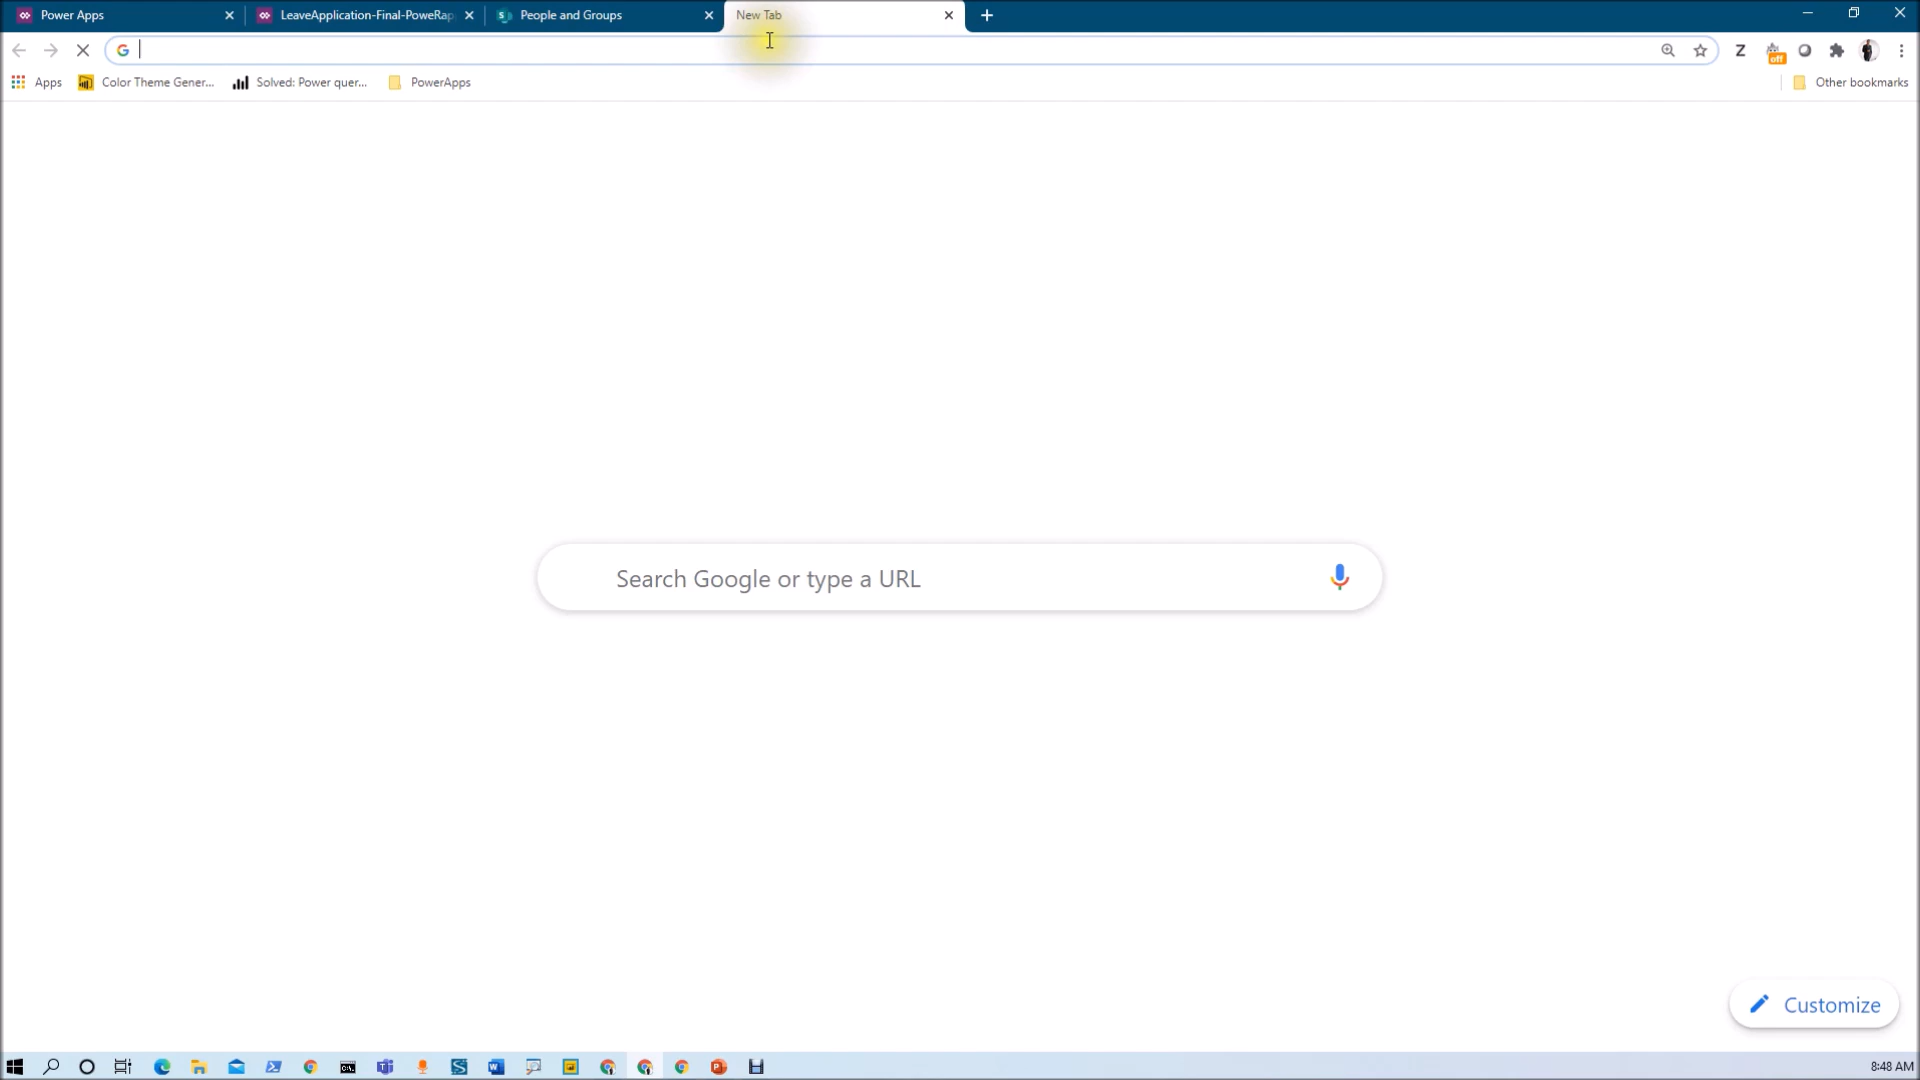 Power Apps
LeaveApplication-Final-PoweRap
People and Groups
New Tab
Apps
Color Theme Gener...
Solved: Power quer...
PowerApps
Other bookmarks
off
Search Google or type a URL
Customize
8:48 AM